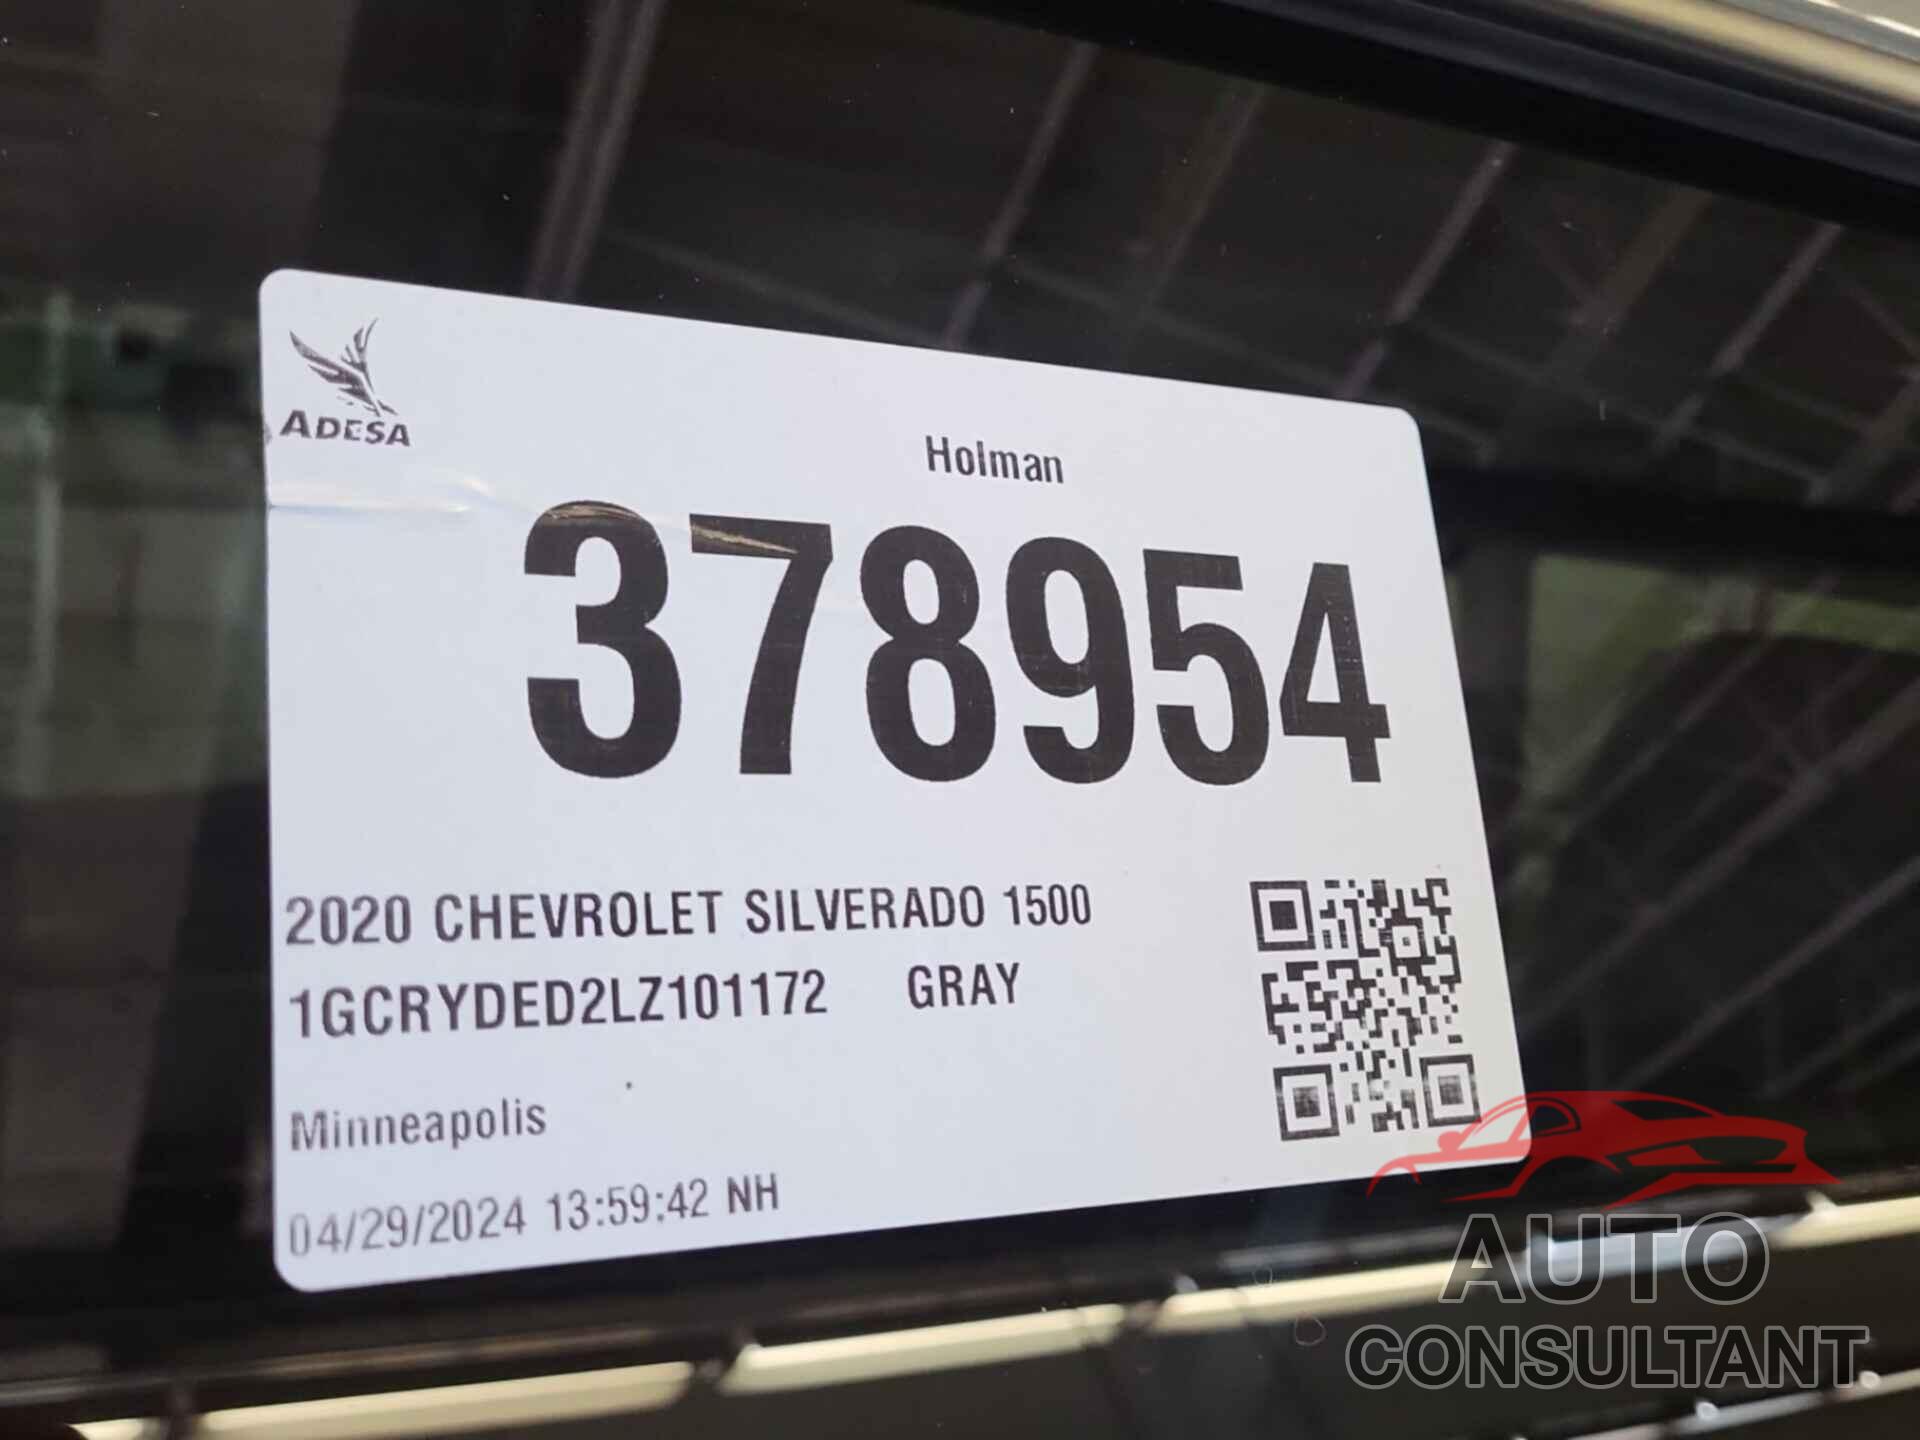 ADESA
Holman
378954
2020 CHEVROLET SILVERADO 1500
1GCRYDED2LZ101172 GRAY
Minneapolis
04/29/2024 13:59:42 NH
AUTO
CONSULTANT